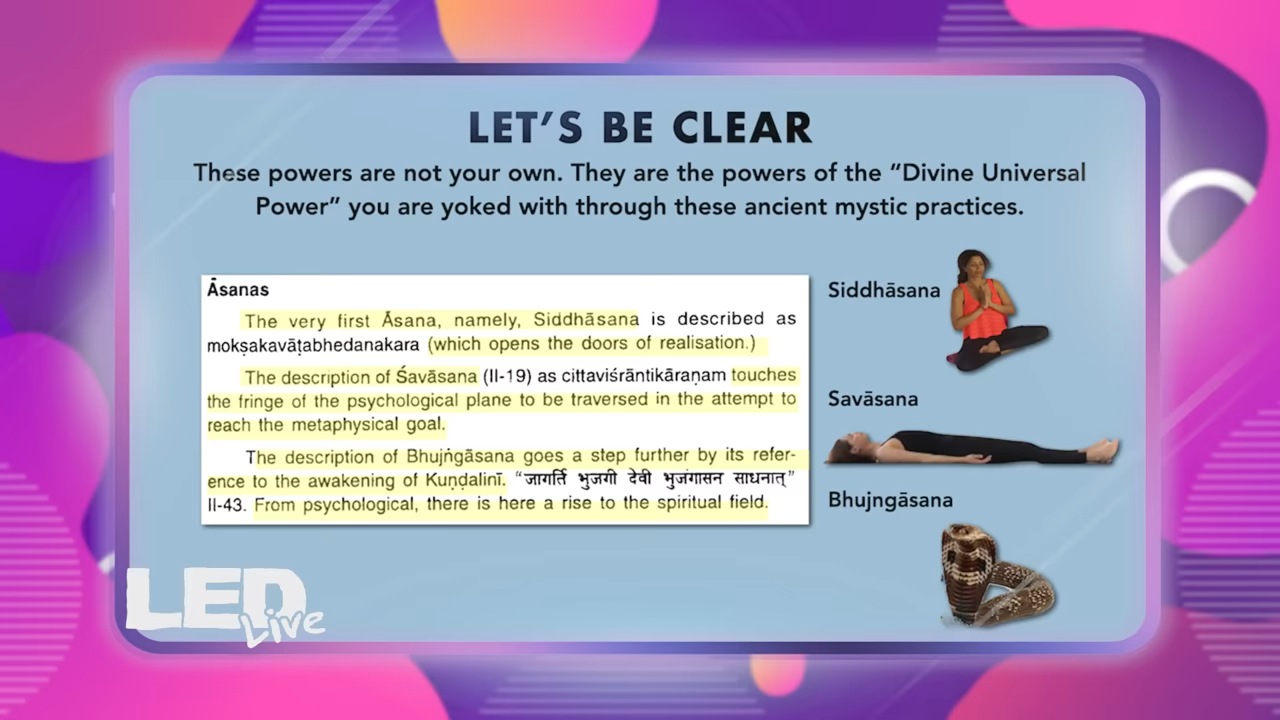 LET'S BE CLEAR
These powers are not your own. They are the powers of the “Divine Universal
Power” you are yoked with through these ancient mystic practices.
Āsanas
The very first Āsana, namely, Siddhāsana is described as
mokṣakavāṭabhedanakara (which opens the doors of realisation.)
The description of Śavāsana (II-19) as cittaviśrāntikāraṇam touches
the fringe of the psychological plane to be traversed in the attempt to
reach the metaphysical goal.
The description of Bhujṅgāsana goes a step further by its refer-
ence to the awakening of Kuṇḍalinī. “जागर्ति भुजगी देवी भुजंगासन साधनात्”
II-43. From psychological, there is here a rise to the spiritual field.
Siddhāsana
Savāsana
Bhujngāsana
LED
Live